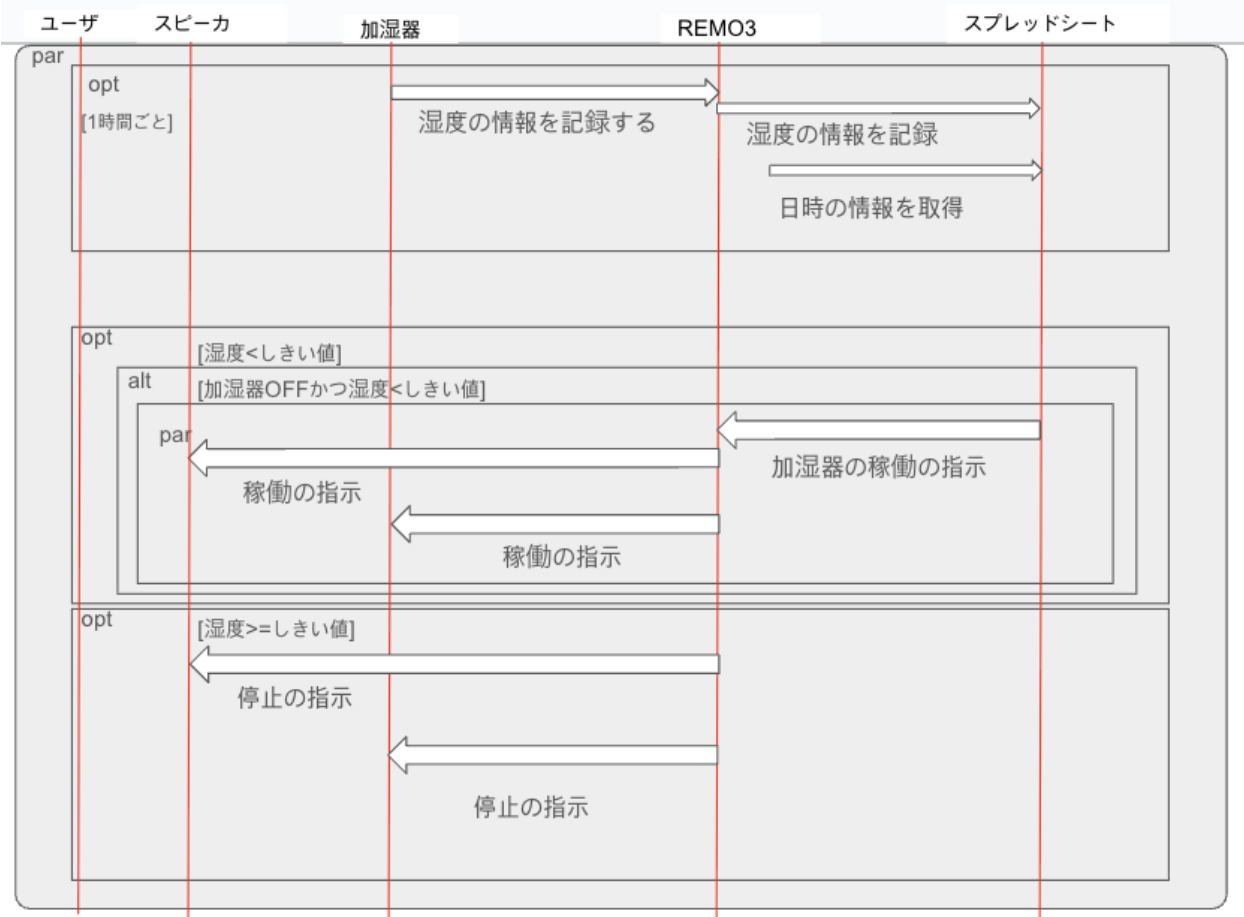 ユーザ
スピーカ
加湿器
REMO3
スプレッドシート
par
opt
[1時間ごと]
湿度の情報を記録する
湿度の情報を記録
日時の情報を取得
opt
[湿度<しきい値]
alt
[加湿器OFFかつ湿度<しきい値]
par
加湿器の稼働の指示
稼働の指示
稼働の指示
opt
[湿度>=しきい値]
停止の指示
停止の指示